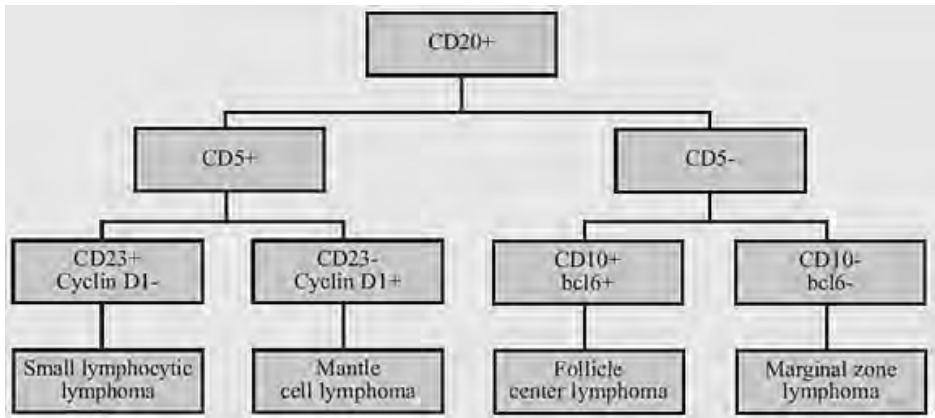 CD20+
CD5+
CD5-
CD23+
Cyclin D1-
CD23-
Cyclin D1+
CD10+
bcl6+
CD10-
bcl6-
Small lymphocytic
lymphoma
Mantle
cell lymphoma
Follicle
center lymphoma
Marginal zone
lymphoma